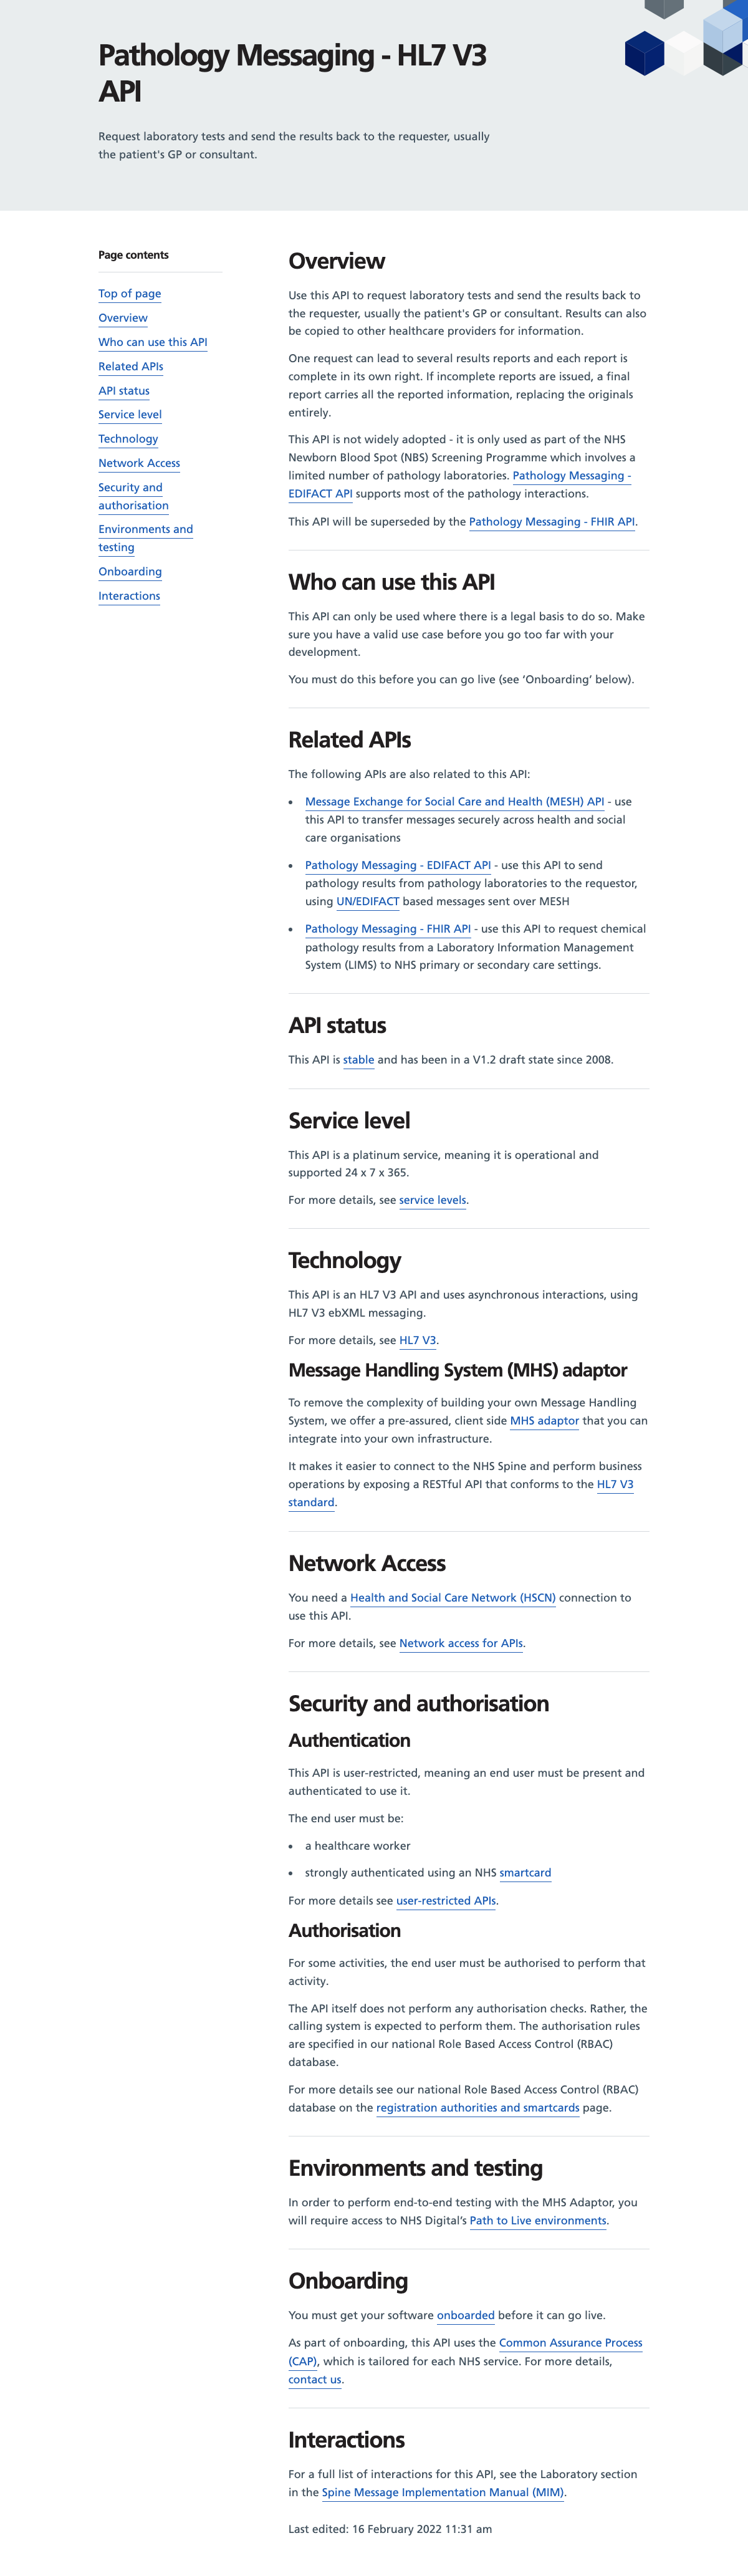 Pathology Messaging - HL7 V3
API
Request laboratory tests and send the results back to the requester, usually
the patient's GP or consultant.
Page contents
Top of page
Overview
Who can use this API
Related APIs
API status
Service level
Technology
Network Access
Security and
authorisation
Environments and
testing
Onboarding
Interactions
Overview
Use this API to request laboratory tests and send the results back to
the requester, usually the patient's GP or consultant. Results can also
be copied to other healthcare providers for information.
One request can lead to several results reports and each report is
complete in its own right. If incomplete reports are issued, a final
report carries all the reported information, replacing the originals
entirely.
This API is not widely adopted - it is only used as part of the NHS
Newborn Blood Spot (NBS) Screening Programme which involves a
limited number of pathology laboratories. Pathology Messaging -
EDIFACT API supports most of the pathology interactions.
This API will be superseded by the Pathology Messaging - FHIR API.
Who can use this API
This API can only be used where there is a legal basis to do so. Make
sure you have a valid use case before you go too far with your
development.
You must do this before you can go live (see ‘Onboarding’ below).
Related APIs
The following APIs are also related to this API:
• Message Exchange for Social Care and Health (MESH) API - use
this API to transfer messages securely across health and social
care organisations
• Pathology Messaging - EDIFACT API - use this API to send
pathology results from pathology laboratories to the requestor,
using UN/EDIFACT based messages sent over MESH
• Pathology Messaging - FHIR API - use this API to request chemical
pathology results from a Laboratory Information Management
System (LIMS) to NHS primary or secondary care settings.
API status
This API is stable and has been in a V1.2 draft state since 2008.
Service level
This API is a platinum service, meaning it is operational and
supported 24 x 7 x 365.
For more details, see service levels.
Technology
This API is an HL7 V3 API and uses asynchronous interactions, using
HL7 V3 ebXML messaging.
For more details, see HL7 V3.
Message Handling System (MHS) adaptor
To remove the complexity of building your own Message Handling
System, we offer a pre-assured, client side MHS adaptor that you can
integrate into your own infrastructure.
It makes it easier to connect to the NHS Spine and perform business
operations by exposing a RESTful API that conforms to the HL7 V3
standard.
Network Access
You need a Health and Social Care Network (HSCN) connection to
use this API.
For more details, see Network access for APIs.
Security and authorisation
Authentication
This API is user-restricted, meaning an end user must be present and
authenticated to use it.
The end user must be:
• a healthcare worker
• strongly authenticated using an NHS smartcard
For more details see user-restricted APIs.
Authorisation
For some activities, the end user must be authorised to perform that
activity.
The API itself does not perform any authorisation checks. Rather, the
calling system is expected to perform them. The authorisation rules
are specified in our national Role Based Access Control (RBAC)
database.
For more details see our national Role Based Access Control (RBAC)
database on the registration authorities and smartcards page.
Environments and testing
In order to perform end-to-end testing with the MHS Adaptor, you
will require access to NHS Digital’s Path to Live environments.
Onboarding
You must get your software onboarded before it can go live.
As part of onboarding, this API uses the Common Assurance Process
(CAP), which is tailored for each NHS service. For more details,
contact us.
Interactions
For a full list of interactions for this API, see the Laboratory section
in the Spine Message Implementation Manual (MIM).
Last edited: 16 February 2022 11:31 am